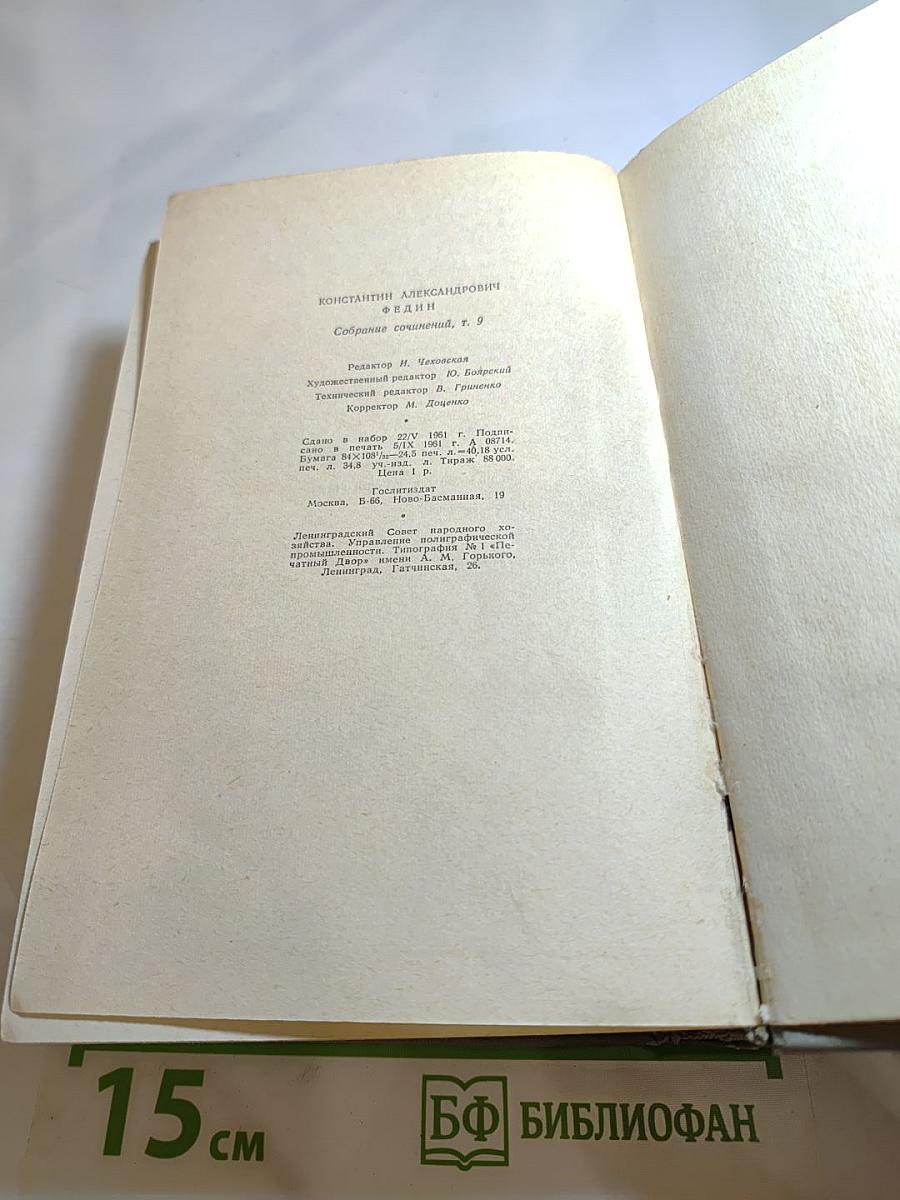 КОНСТАНТИН АЛЕКСАНДРОВИЧ
ФЕДИН
Собрание сочинений, т. 9
Редактор И. Чеховская
Художественный редактор Ю. Боярский
Технический редактор В. Гриненко
Корректор М. Доценко
*
Сдано в набор 22/V 1961 г. Подпи-
сано в печать 5/IX 1961 г. А 08714.
Бумага 84×108¹/₃₂—24,5 печ. л.=40,18 усл.
печ. л. 34,8 уч.-изд. л. Тираж 88 000.
Цена 1 р.
Гослитиздат
Москва, Б-66, Ново-Басманная, 19
*
Ленинградский Совет народного хо-
зяйства. Управление полиграфической
промышленности. Типография № 1 «Пе-
чатный Двор» имени А. М. Горького,
Ленинград, Гатчинская, 26.
15 см
БФ БИБЛИОФАН